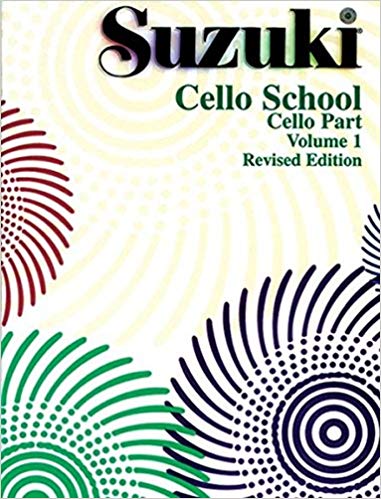 Suzuki
Cello School
Cello Part
Volume 1
Revised Edition